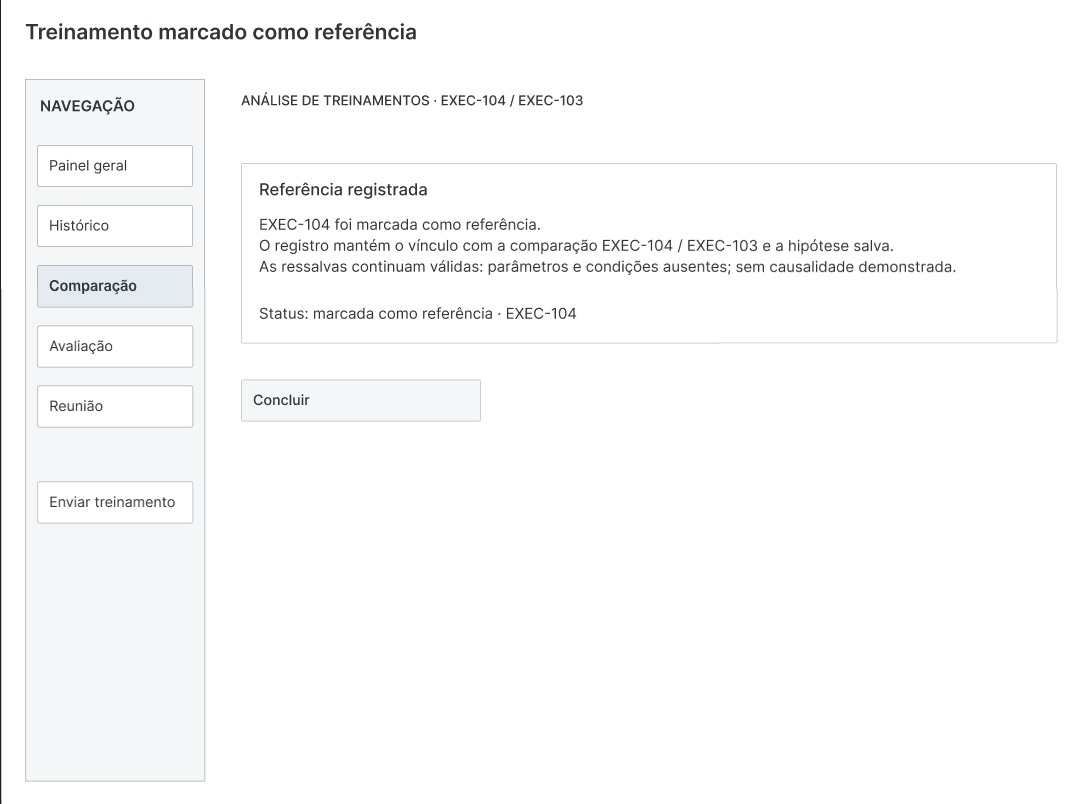 Treinamento marcado como referência
NAVEGAÇÃO
Painel geral
Histórico
Comparação
Avaliação
Reunião
Enviar treinamento
ANÁLISE DE TREINAMENTOS · EXEC-104 / EXEC-103
Referência registrada
EXEC-104 foi marcada como referência.
O registro mantém o vínculo com a comparação EXEC-104 / EXEC-103 e a hipótese salva.
As ressalvas continuam válidas: parâmetros e condições ausentes; sem causalidade demonstrada.
Status: marcada como referência · EXEC-104
Concluir